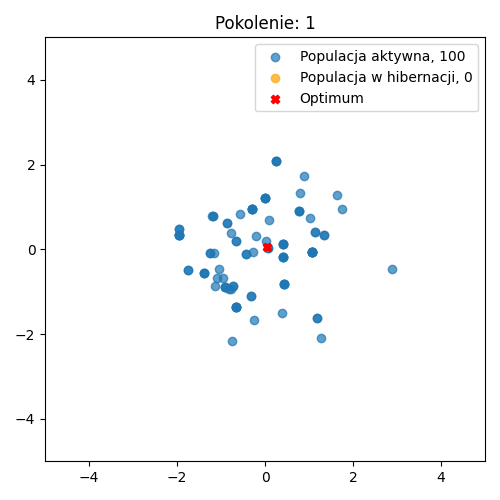 Pokolenie: 1
Populacja aktywna, 100
Populacja w hibernacji, 0
Optimum
4
2
0
−2
−4
−4 −2 0 2 4